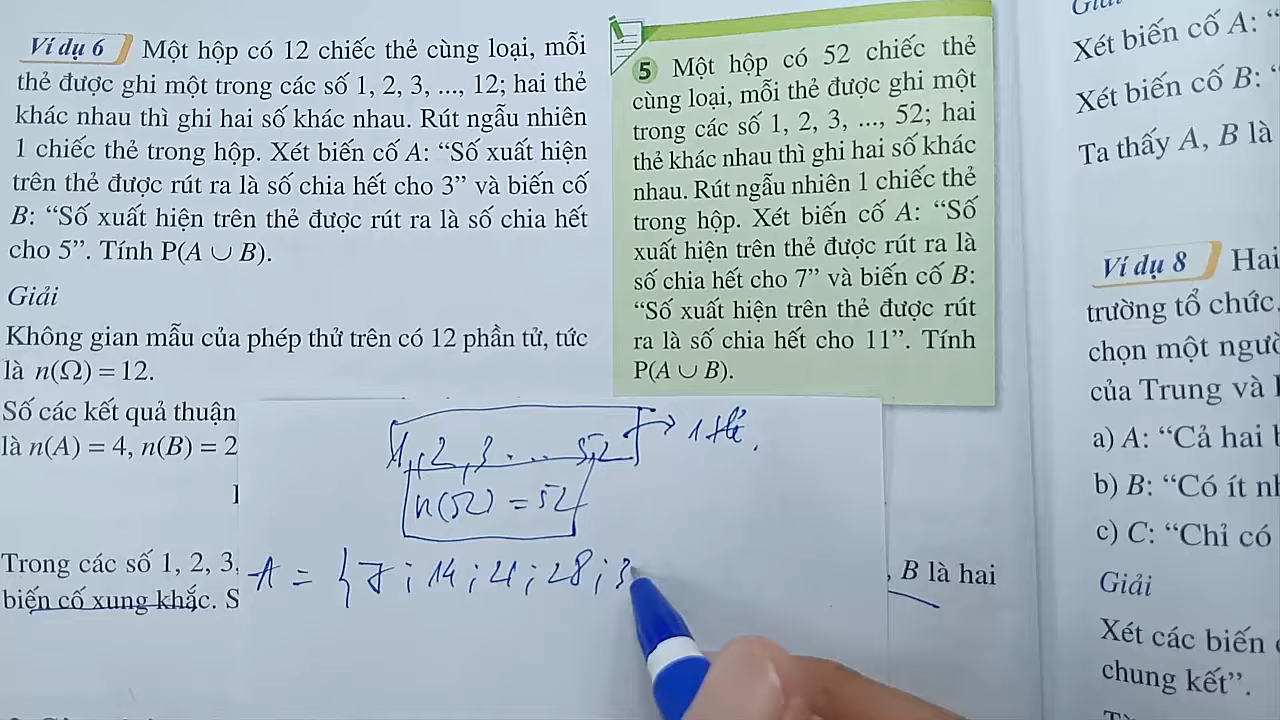 Ví dụ 6 Một hộp có 12 chiếc thẻ cùng loại, mỗi
thẻ được ghi một trong các số 1, 2, 3, ..., 12; hai thẻ
khác nhau thì ghi hai số khác nhau. Rút ngẫu nhiên
1 chiếc thẻ trong hộp. Xét biến cố A: “Số xuất hiện
trên thẻ được rút ra là số chia hết cho 3” và biến cố
B: “Số xuất hiện trên thẻ được rút ra là số chia hết
cho 5”. Tính P(A ∪ B).
Giải
Không gian mẫu của phép thử trên có 12 phần tử, tức
là n(Ω) = 12.
Số các kết quả thuận
là n(A) = 4, n(B) = 2
Trong các số 1, 2, 3,
biến cố xung khắc. S
, B là hai
5 Một hộp có 52 chiếc thẻ
cùng loại, mỗi thẻ được ghi một
trong các số 1, 2, 3, ..., 52; hai
thẻ khác nhau thì ghi hai số khác
nhau. Rút ngẫu nhiên 1 chiếc thẻ
trong hộp. Xét biến cố A: “Số
xuất hiện trên thẻ được rút ra là
số chia hết cho 7” và biến cố B:
“Số xuất hiện trên thẻ được rút
ra là số chia hết cho 11”. Tính
P(A ∪ B).
1, 2, 3 ... 52 → 1 thẻ.
n(Ω) = 52
A = { 7 ; 14 ; 21 ; 28 ; 3
Xét biến cố A: “
Xét biến cố B: “
Ta thấy A, B là
Ví dụ 8 Hai
trường tổ chức.
chọn một ngườ
của Trung và
a) A: “Cả hai
b) B: “Có ít nh
c) C: “Chỉ có
Giải
Xét các biến
chung kết”.